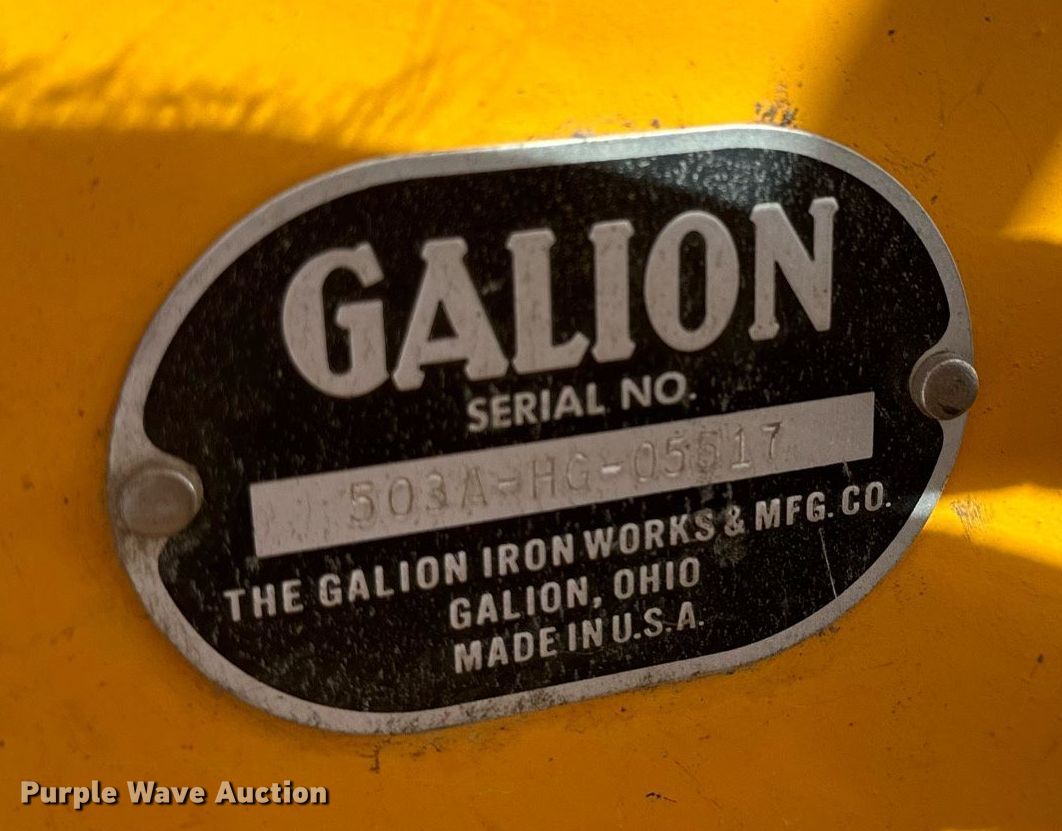 GALION
SERIAL NO.
503A-HG-05517
THE GALION IRON WORKS & MFG. CO.
GALION, OHIO
MADE IN U.S.A.
Purple Wave Auction